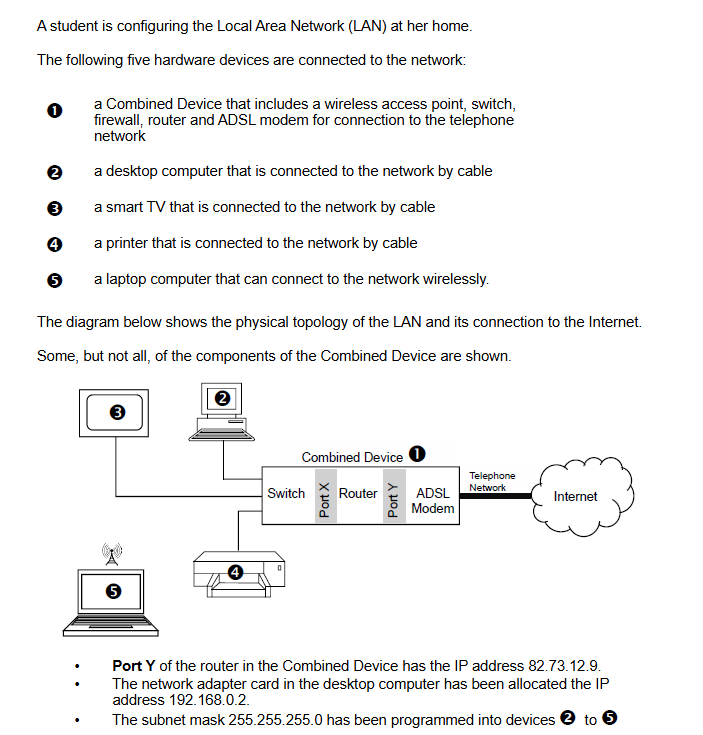 A student is configuring the Local Area Network (LAN) at her home.
The following five hardware devices are connected to the network:
❶ a Combined Device that includes a wireless access point, switch,
firewall, router and ADSL modem for connection to the telephone
network
❷ a desktop computer that is connected to the network by cable
❸ a smart TV that is connected to the network by cable
❹ a printer that is connected to the network by cable
❺ a laptop computer that can connect to the network wirelessly.
The diagram below shows the physical topology of the LAN and its connection to the Internet.
Some, but not all, of the components of the Combined Device are shown.
❷
❸
Combined Device ❶
Switch
Port X
Router
Port Y
ADSL
Modem
Telephone
Network
Internet
❹
❺
• Port Y of the router in the Combined Device has the IP address 82.73.12.9.
• The network adapter card in the desktop computer has been allocated the IP
address 192.168.0.2.
• The subnet mask 255.255.255.0 has been programmed into devices ❷ to ❺